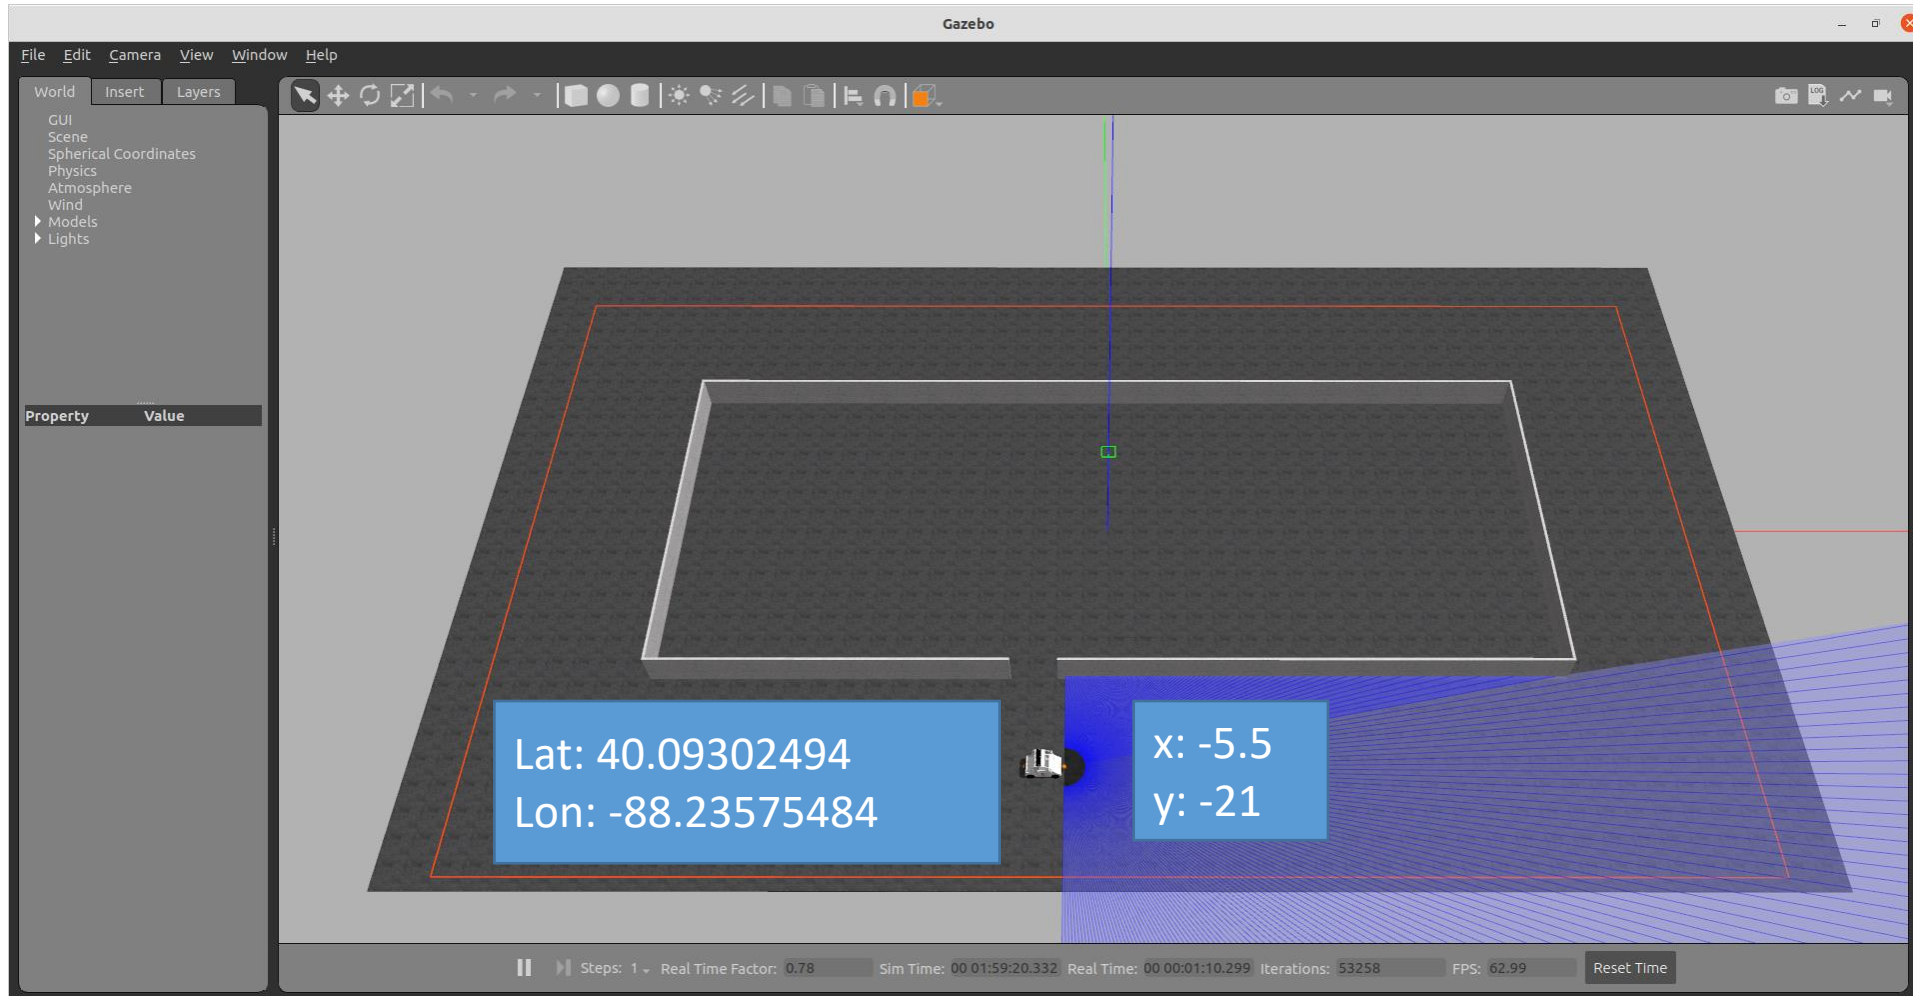 Gazebo
File Edit Camera View Window Help
World Insert Layers
LOG
GUI
Scene
Spherical Coordinates
Physics
Atmosphere
Wind
Models
Lights
Property Value
Lat: 40.09302494
Lon: -88.23575484
x: -5.5
y: -21
Steps: 1 Real Time Factor: 0.78 Sim Time: 00 01:59:20.332 Real Time: 00 00:01:10.299 Iterations: 53258 FPS: 62.99 Reset Time